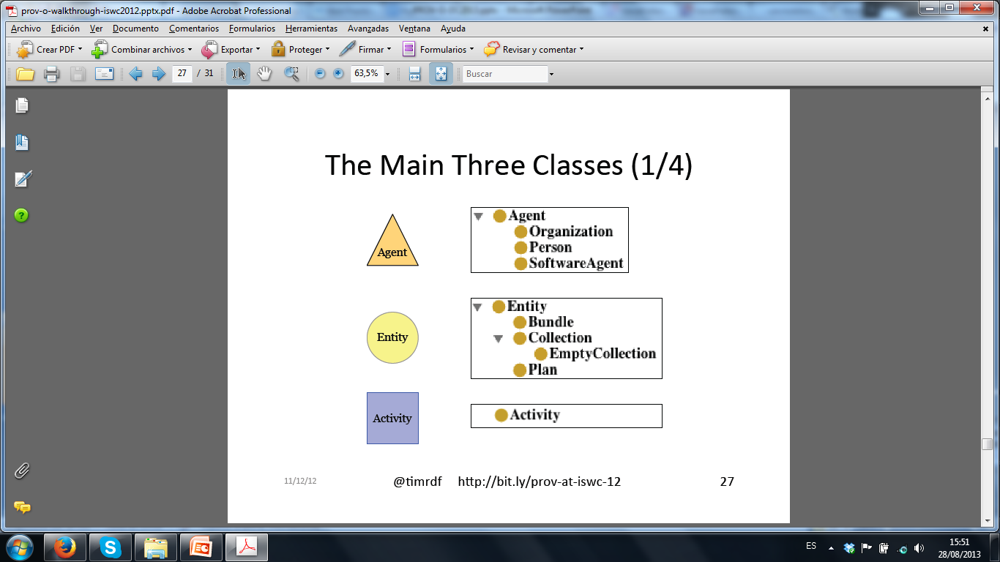 prov-o-walkthrough-iswc2012.pptx.pdf - Adobe Acrobat Professional
Archivo Edición Ver Documento Comentarios Formularios Herramientas Avanzadas Ventana Ayuda
Crear PDF Combinar archivos Exportar Proteger Firmar Formularios Revisar y comentar
27 / 31 63,5% Buscar
The Main Three Classes (1/4)
Agent
Agent
Organization
Person
SoftwareAgent
Entity
Entity
Bundle
Collection
EmptyCollection
Plan
Activity
Activity
11/12/12 @timrdf http://bit.ly/prov-at-iswc-12 27
ES 15:51
28/08/2013